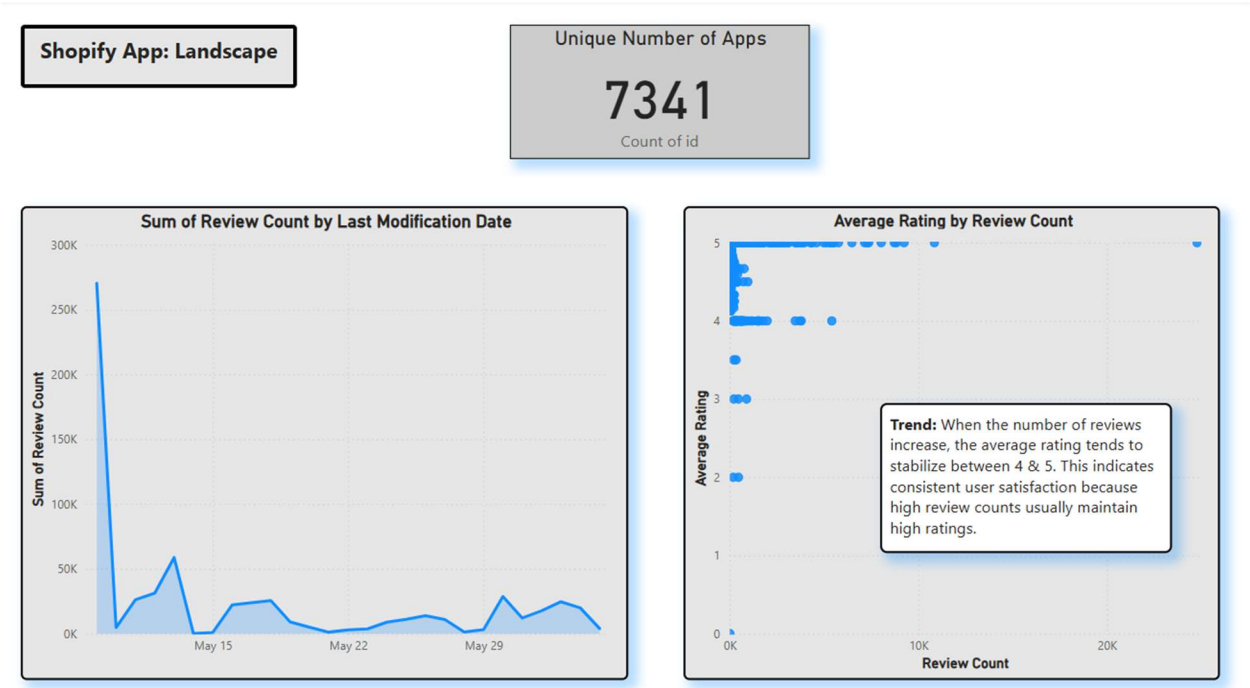 Shopify App: Landscape
Unique Number of Apps
7341
Count of id
Sum of Review Count by Last Modification Date
Sum of Review Count
300K
250K
200K
150K
100K
50K
0K
May 15
May 22
May 29
Average Rating by Review Count
Average Rating
5
4
3
2
1
0
0K
10K
20K
Review Count
Trend: When the number of reviews
increase, the average rating tends to
stabilize between 4 & 5. This indicates
consistent user satisfaction because
high review counts usually maintain
high ratings.